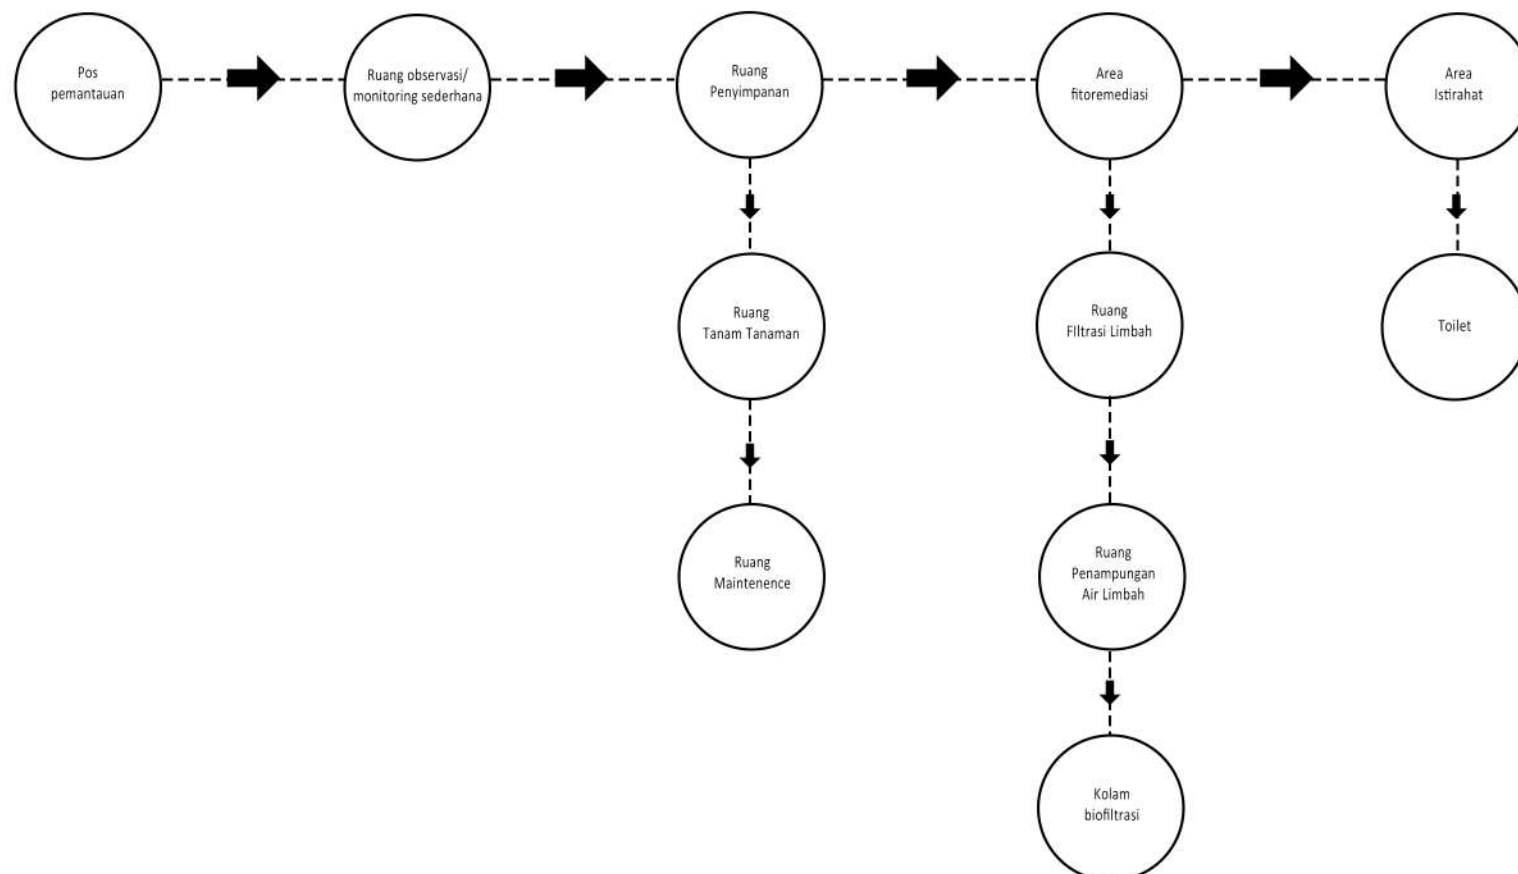 Pos
pemantauan
Ruang observasi/
monitoring sederhana
Ruang
Penyimpanan
Area
fitoremediasi
Area
Istirahat
Ruang
Tanam Tanaman
Ruang
FIltrasi Limbah
Toilet
Ruang
Maintenence
Ruang
Penampungan
Air Limbah
Kolam
biofiltrasi